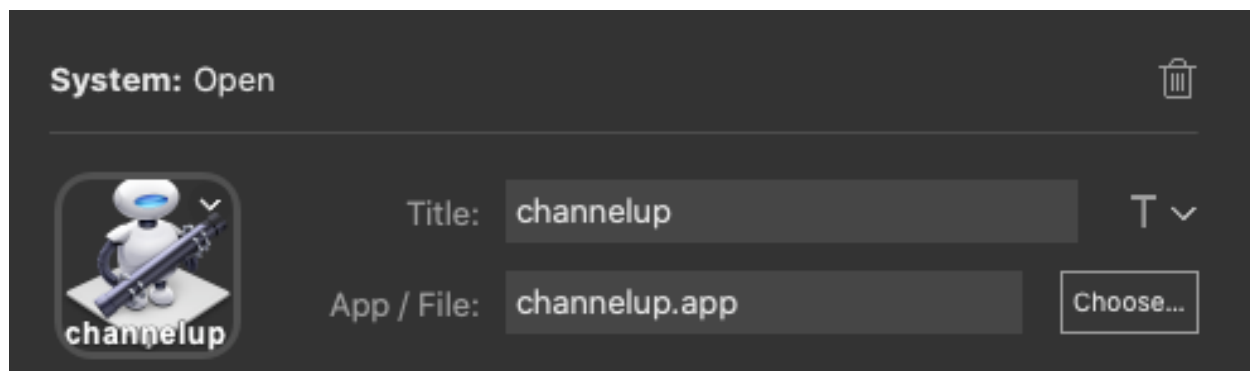 System: Open
Title: channelup
T
App / File: channelup.app
Choose...
channelup